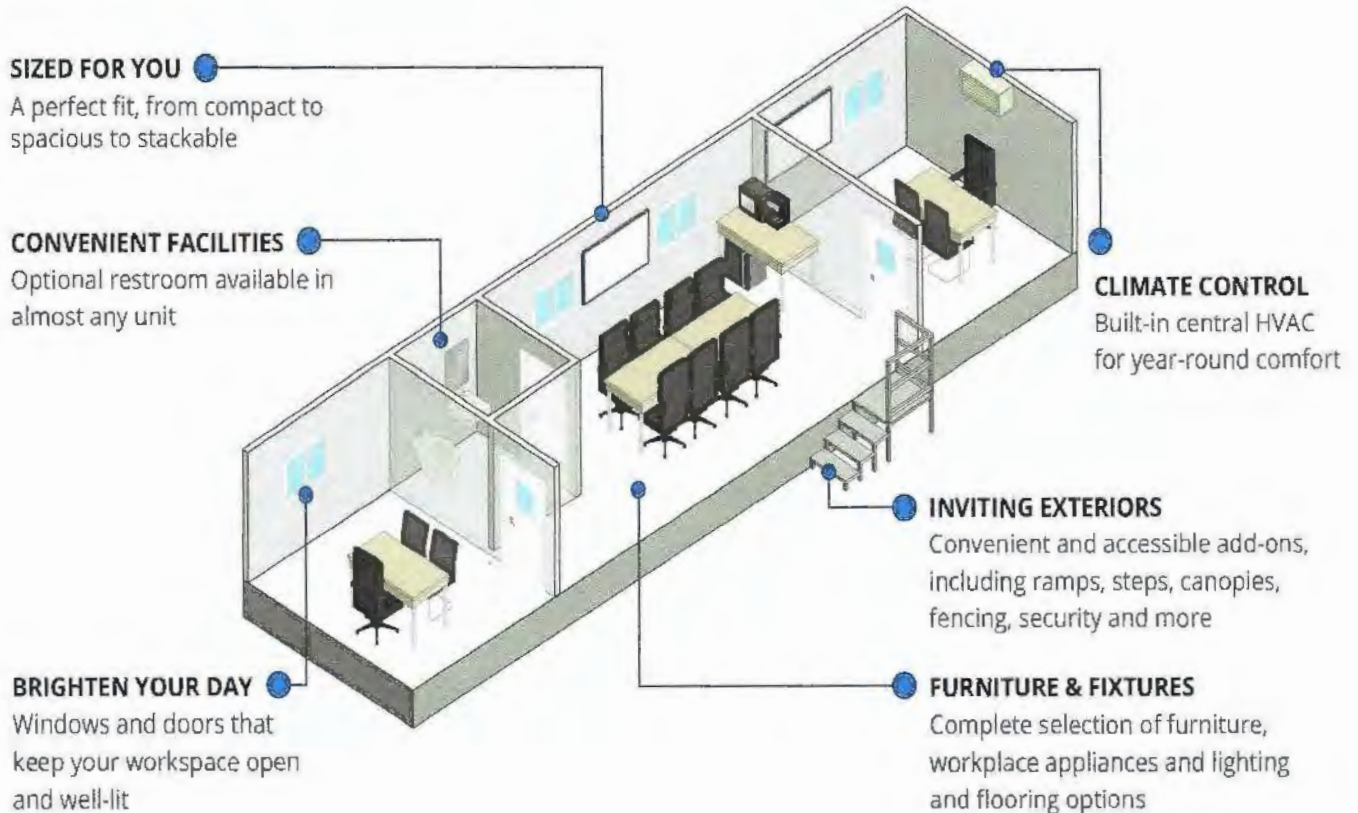 SIZED FOR YOU
A perfect fit, from compact to
spacious to stackable
CONVENIENT FACILITIES
Optional restroom available in
almost any unit
CLIMATE CONTROL
Built-in central HVAC
for year-round comfort
INVITING EXTERIORS
Convenient and accessible add-ons,
including ramps, steps, canopies,
fencing, security and more
BRIGHTEN YOUR DAY
Windows and doors that
keep your workspace open
and well-lit
FURNITURE & FIXTURES
Complete selection of furniture,
workplace appliances and lighting
and flooring options